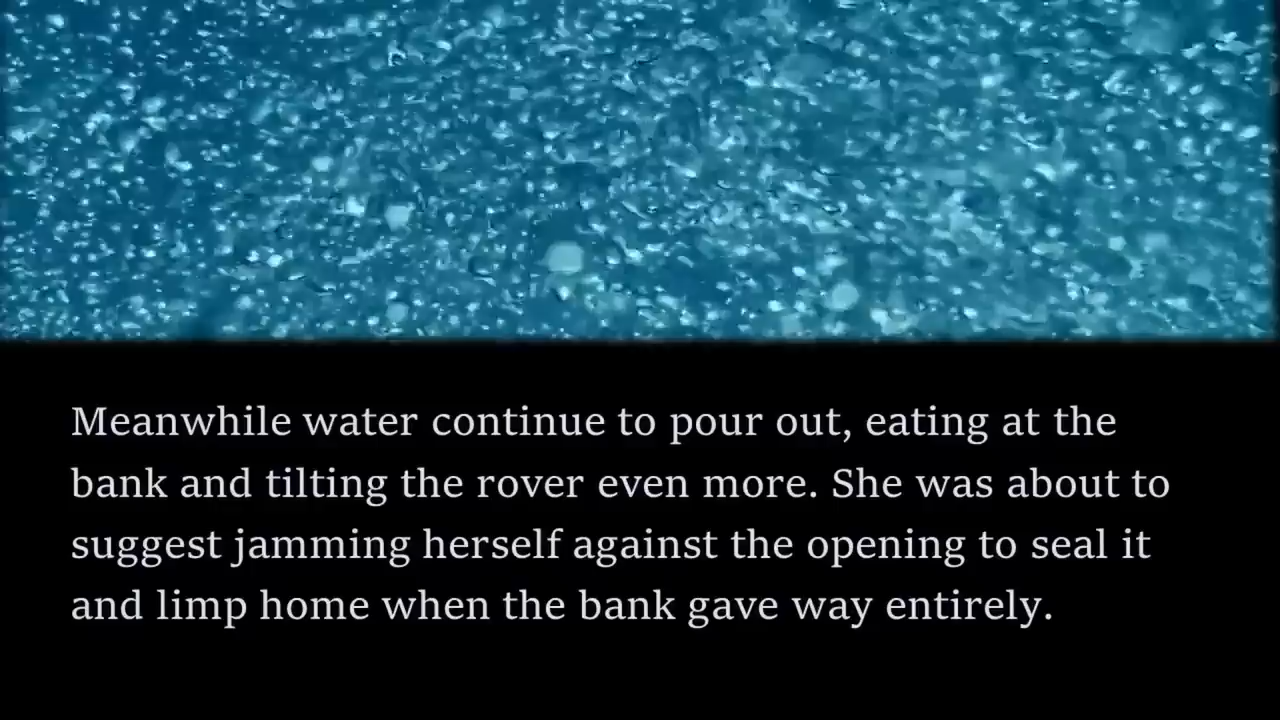 Meanwhile water continue to pour out, eating at the
bank and tilting the rover even more. She was about to
suggest jamming herself against the opening to seal it
and limp home when the bank gave way entirely.